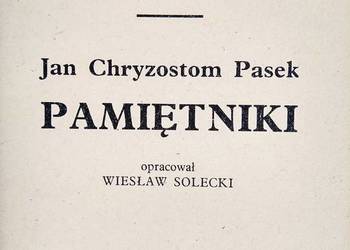 Jan Chryzostom Pasek
PAMIĘTNIKI
opracował
WIESŁAW SOLECKI